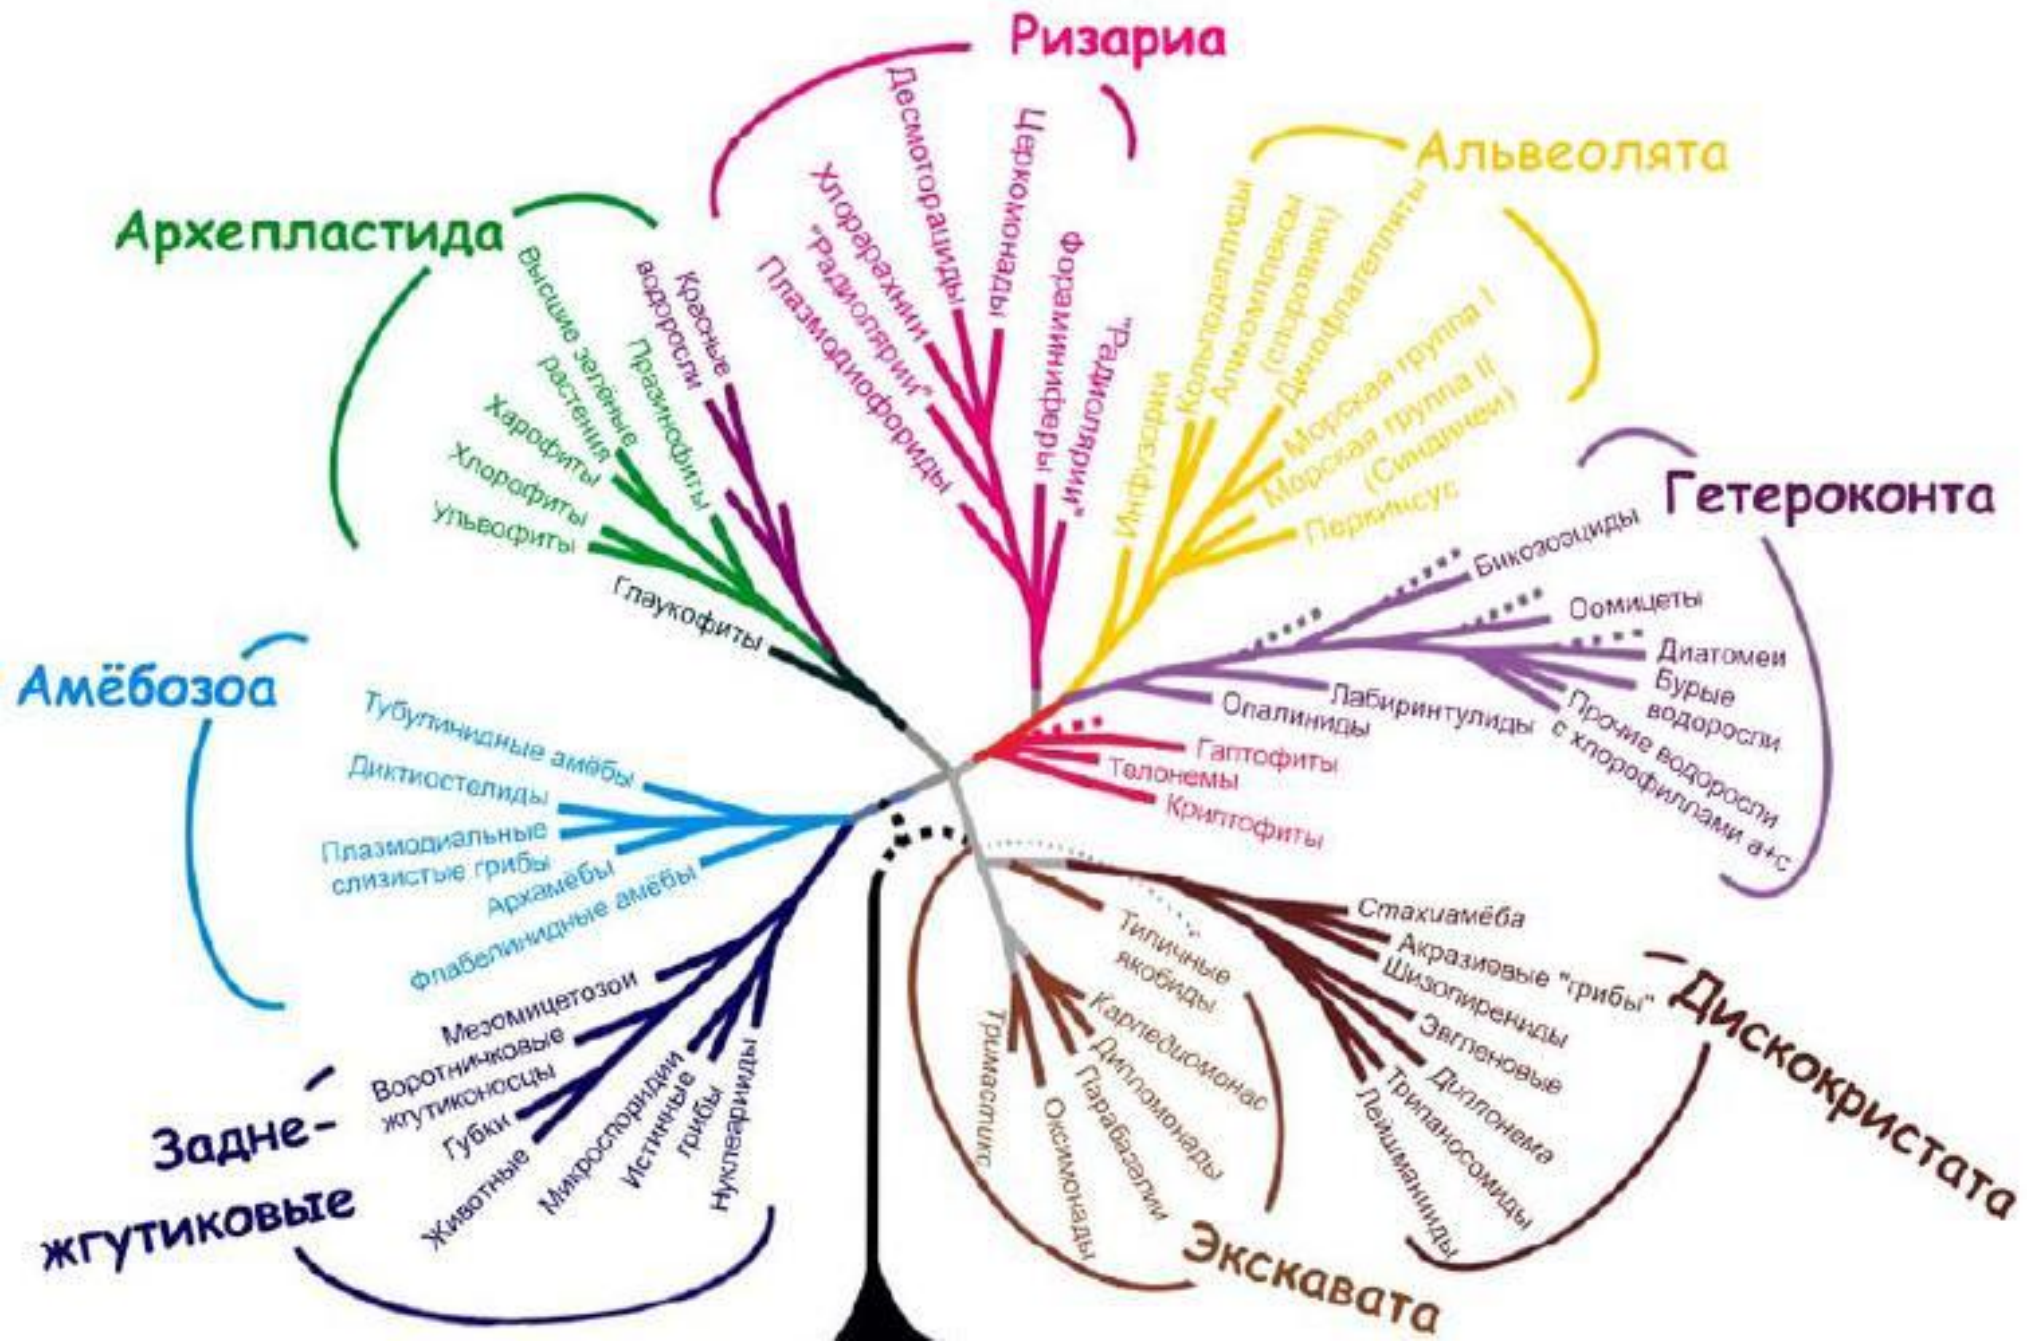 Ризариа
Десмоторациды
Церкомонады
Хлорарахнии
"Радиолярии"
Плазмодиофориды
Фораминиферы
"Радиолярии"
Альвеолята
Инфузории
Кольподеллиды
Апикомплексы
(споровики)
Динофлагелляты
Морская группа I
Морская группа II
(Синдинеи)
Перкинсус
Архепластида
Красные
водоросли
Празинофиты
Высшие зелёные
растения
Харофиты
Хлорофиты
Ульвофиты
Глаукофиты
Гетероконта
Бикозоэциды
Оомицеты
Диатомеи
Бурые
водоросли
Прочие водоросли
с хлорофиллами a+c
Лабиринтулиды
Опалиниды
Гаптофиты
Телонемы
Криптофиты
Амёбозоа
Тубулинидные амёбы
Диктиостелиды
Плазмодиальные
слизистые грибы
Архамёбы
Флабелинидные амёбы
Задне-
жгутиковые
Мезомицетозои
Воротничковые
жгутиконосцы
Губки
Животные
Микроспоридии
Истинные
грибы
Нуклеарииды
Дискокристата
Стахиамёба
Акразиевые "грибы"
Шизопирениды
Эвгленовые
Диплонема
Трипаносомиды
Лейшманииды
Экскавата
Типичные
якобиды
Карпедиомонас
Дипломонады
Парабазалии
Оксимонады
Тримастикс